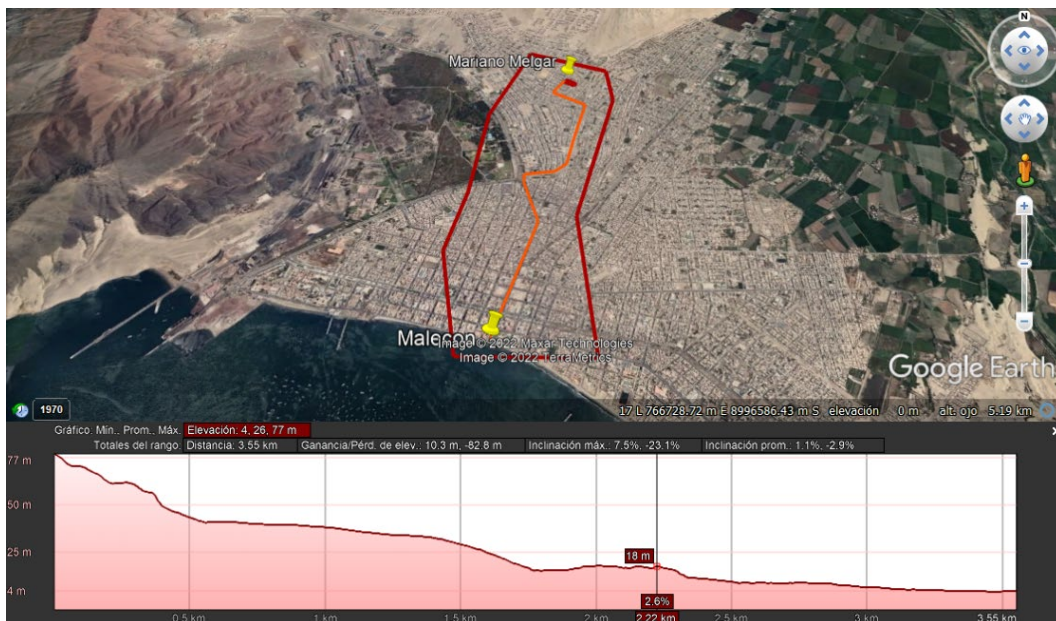 N
Mariano Melgar
Malecon
Image © 2022 Maxar Technologies
Image © 2022 TerraMetrics
Google Earth
1970
17 L 766728.72 m E 8996586.43 m S elevación 0 m alt. ojo 5.19 km
Gráfico. Mín., Prom., Máx. Elevación: 4, 26, 77 m
Totales del rango: Distancia: 3,55 km Ganancia/Pérd. de elev.: 10.3 m, -82.8 m Inclinación máx.: 7.5%, -23.1% Inclinación prom.: 1.1%, -2.9%
77 m
50 m
25 m
4 m
18 m
2.6%
0.5 km 1 km 1.5 km 2 km 2.22 km 2.5 km 3 km 3.55 km